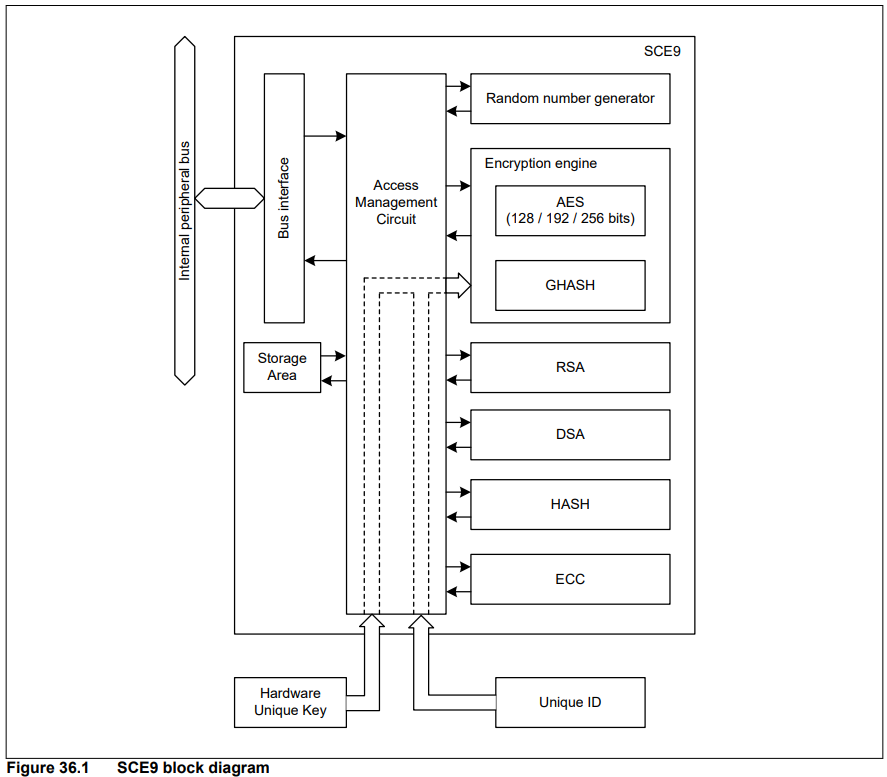 SCE9
Internal peripheral bus
Bus interface
Access
Management
Circuit
Random number generator
Encryption engine
AES
(128 / 192 / 256 bits)
GHASH
Storage
Area
RSA
DSA
HASH
ECC
Hardware
Unique Key
Unique ID
Figure 36.1 SCE9 block diagram